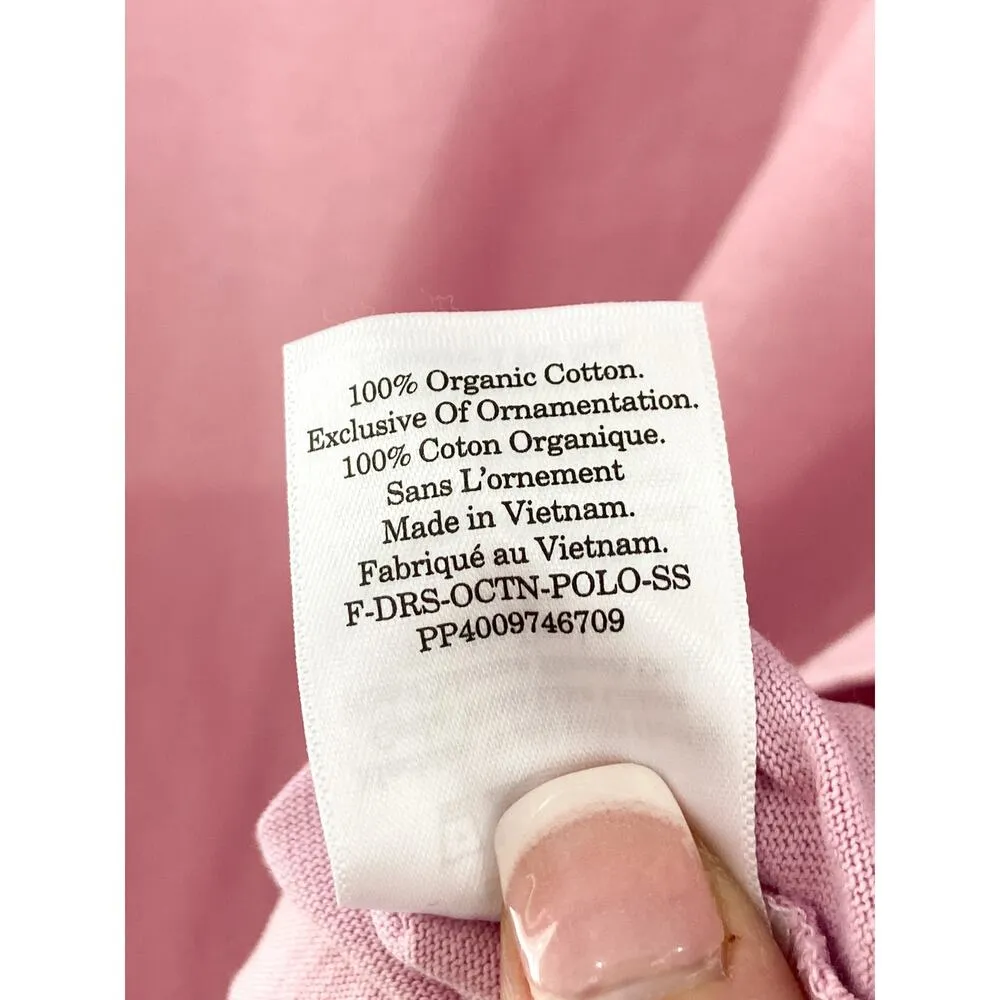 100% Organic Cotton.
Exclusive Of Ornamentation.
100% Coton Organique.
Sans L'ornement
Made in Vietnam.
Fabriqué au Vietnam.
F-DRS-OCTN-POLO-SS
PP4009746709